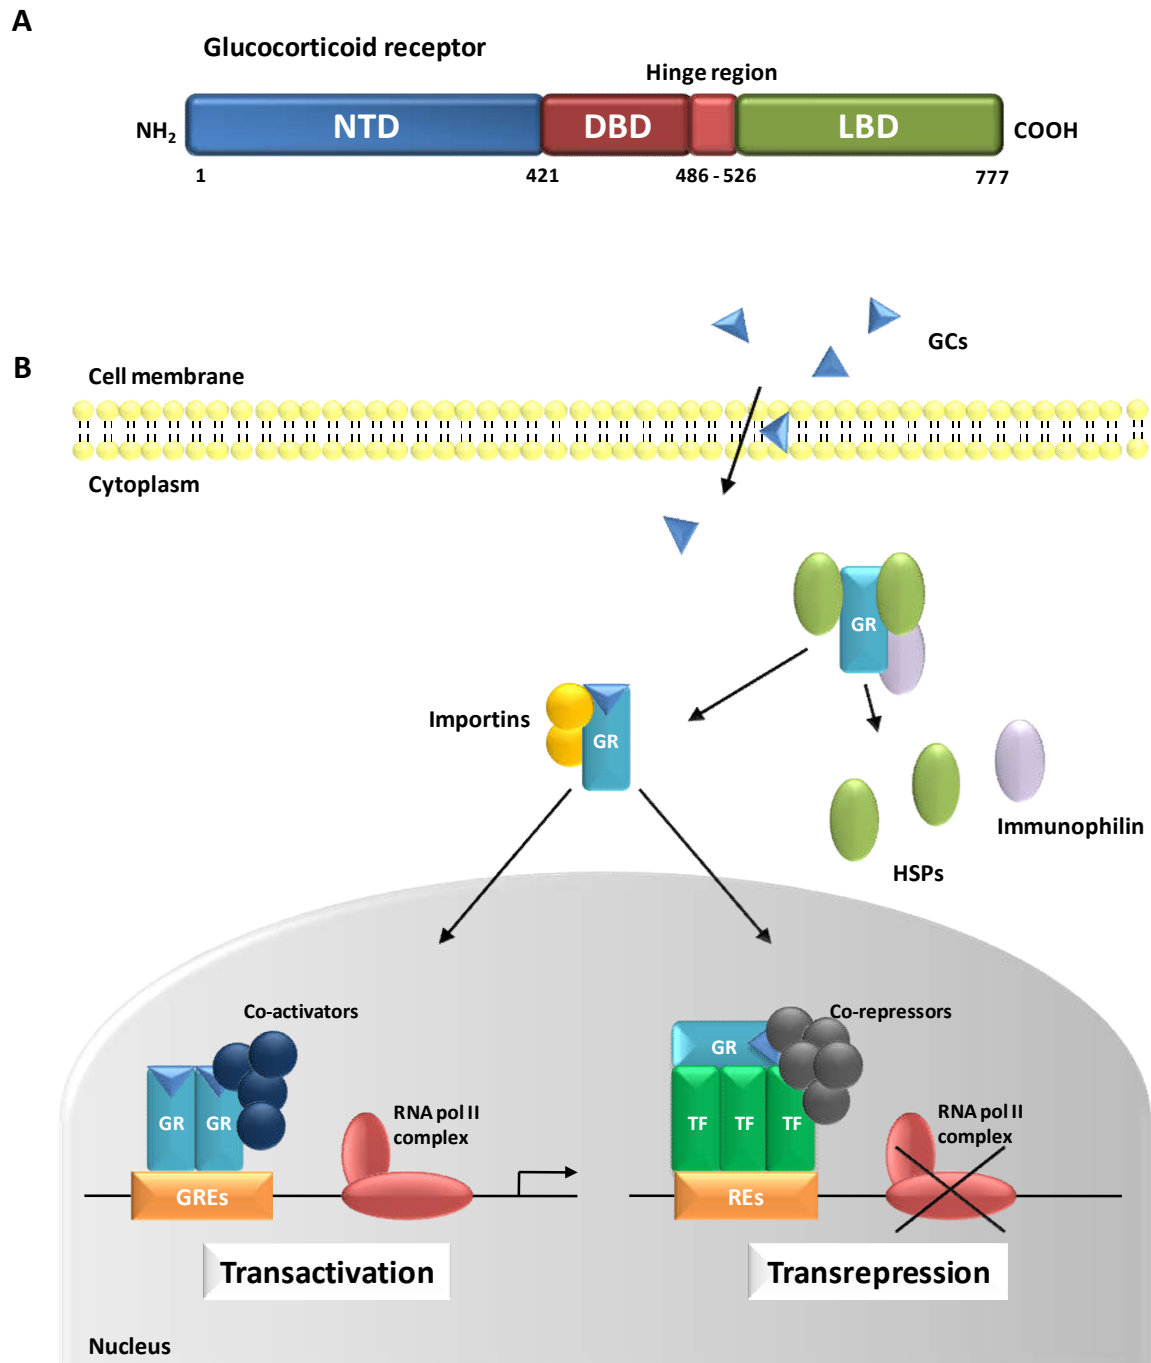 A
Glucocorticoid receptor
Hinge region
NH2
NTD
DBD
LBD
COOH
1
421
486 - 526
777
B
GCs
Cell membrane
Cytoplasm
GR
Importins
GR
Immunophilin
HSPs
Co-activators
Co-repressors
GR
GR
GR
TF
TF
TF
RNA pol II
complex
RNA pol II
complex
GREs
REs
Transactivation
Transrepression
Nucleus